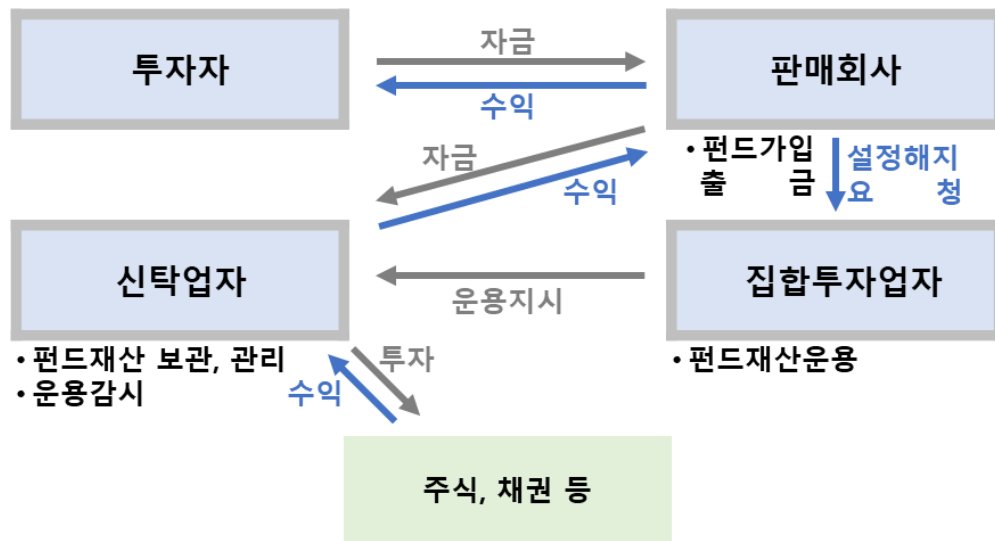 자금
투자자
판매회사
수익
• 펀드가입
출 금
설정해지
요 청
자금
수익
신탁업자
집합투자업자
운용지시
• 펀드재산 보관, 관리
• 운용감시
투자
수익
• 펀드재산운용
주식, 채권 등